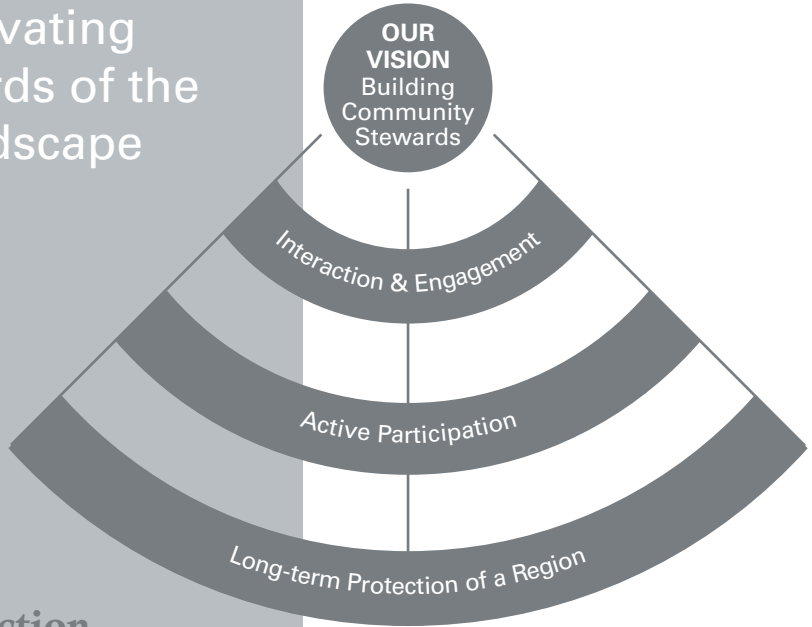 vating
rds of the
dscape
OUR
VISION
Building
Community
Stewards
Interaction & Engagement
Active Participation
Long-term Protection of a Region
ction